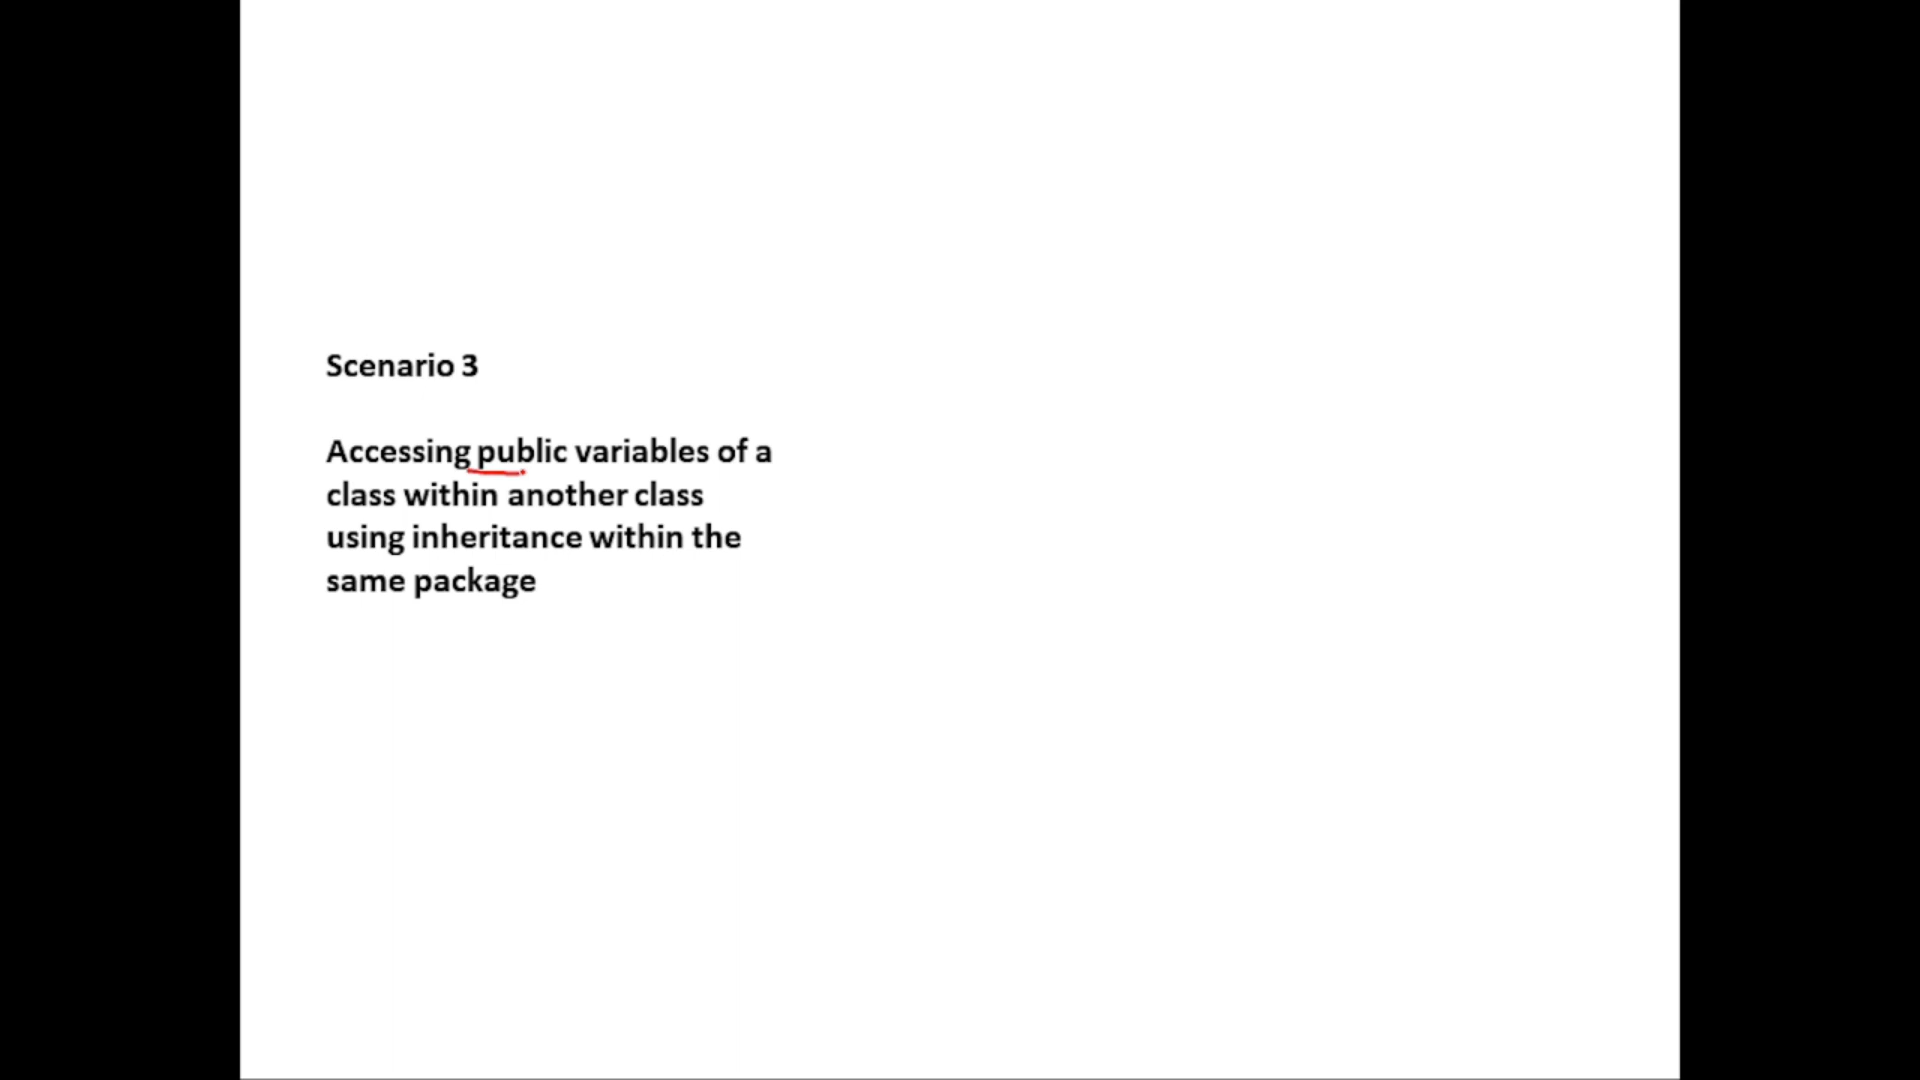 Scenario 3
Accessing public variables of a
class within another class
using inheritance within the
same package